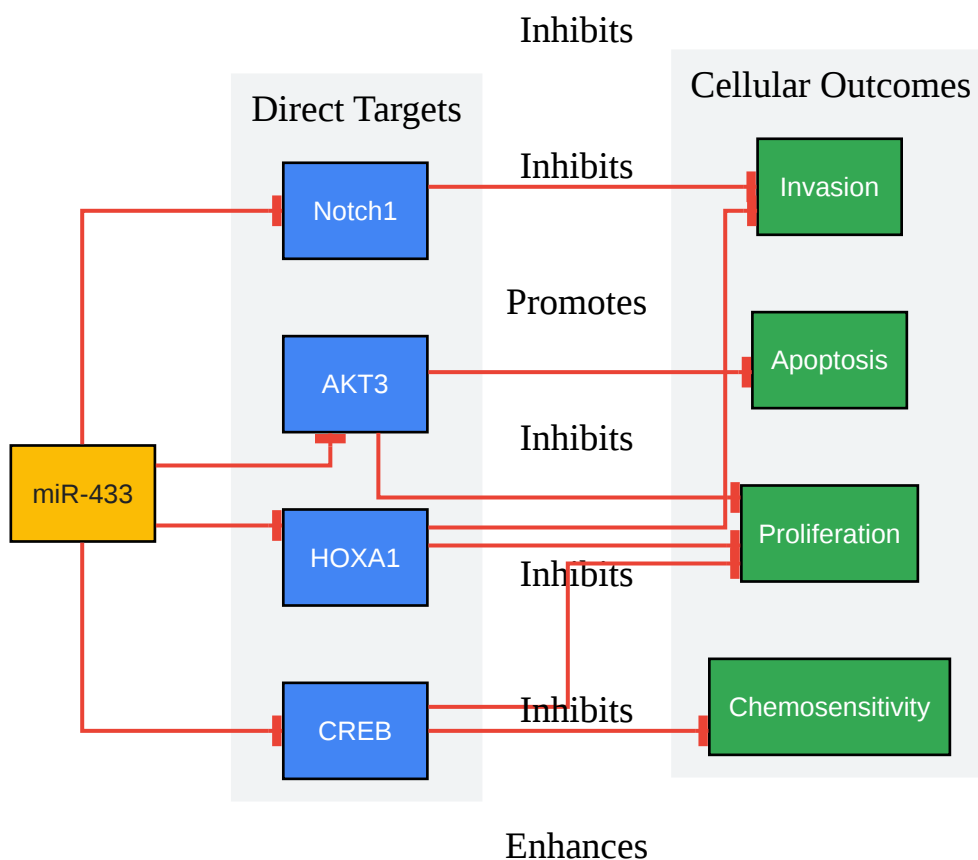 Inhibits
Cellular Outcomes
Direct Targets
Inhibits
Invasion
Notch1
Promotes
Apoptosis
AKT3
Inhibits
miR-433
Proliferation
HOXA1
Inhibits
Chemosensitivity
Inhibits
CREB
Enhances